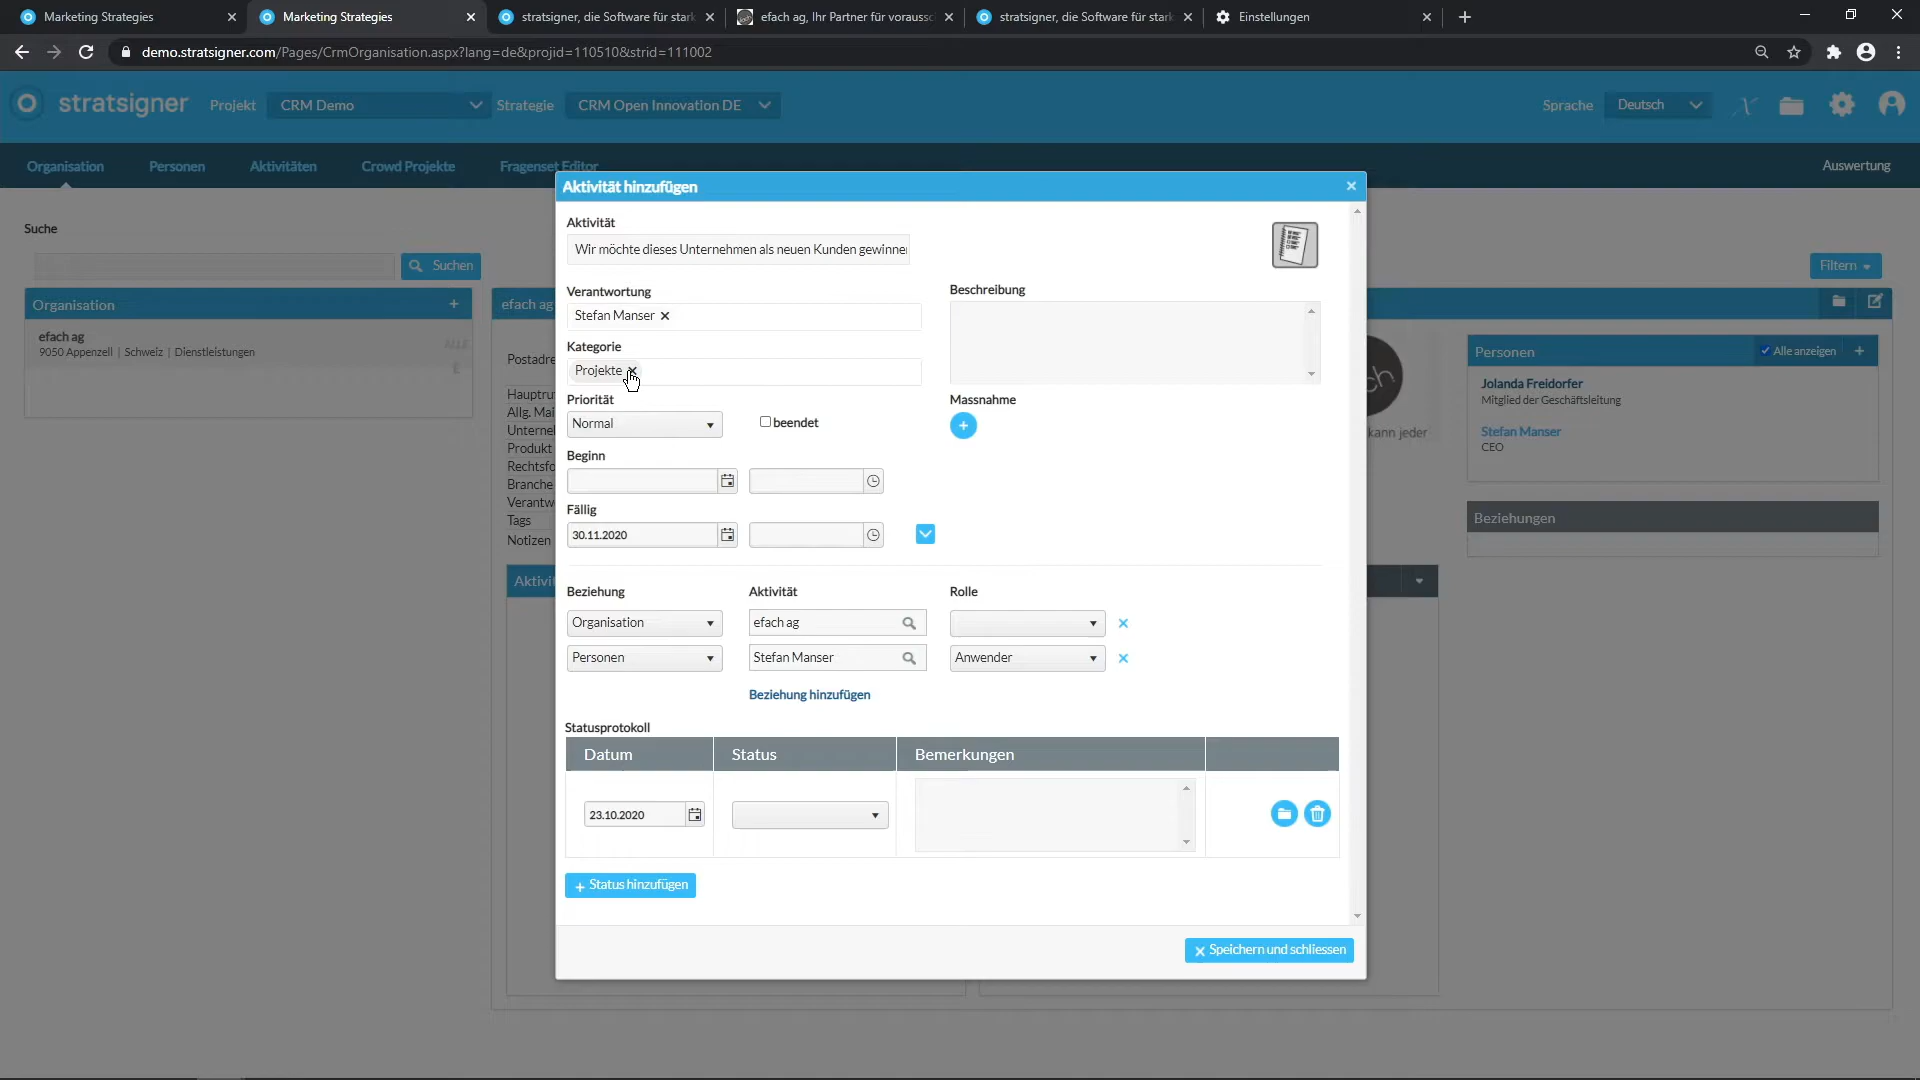 Marketing Strategies
Marketing Strategies
stratsigner, die Software für stark
efach ag, Ihr Partner für voraussc
stratsigner, die Software für stark
Einstellungen
demo.stratsigner.com/Pages/CrmOrganisation.aspx?lang=de&projid=110510&strid=111002
stratsigner
Projekt CRM Demo
Strategie CRM Open Innovation DE
Sprache Deutsch
Organisation Personen Aktivitäten Crowd Projekte Fragenset Editor Auswertung
Aktivität hinzufügen
Suche
Suchen
Filtern
Organisation +
efach ag
9050 Appenzell | Schweiz | Dienstleistungen
ALLE
E
efach ag
Postadre
Hauptru
Allg. Mai
Unterne
Produkt
Rechtsfo
Branche
Verantw
Tags
Notizen
Aktivit
ch
kann jeder
Personen Alle anzeigen +
Jolanda Freidorfer
Mitglied der Geschäftsleitung
Stefan Manser
CEO
Beziehungen
Aktivität
Wir möchte dieses Unternehmen als neuen Kunden gewinner
Verantwortung
Stefan Manser
Kategorie
Projekte
Priorität
Normal
beendet
Beginn
Fällig
30.11.2020
Beschreibung
Massnahme
Beziehung Aktivität Rolle
Organisation efach ag
Personen Stefan Manser Anwender
Beziehung hinzufügen
Statusprotokoll
Datum Status Bemerkungen
23.10.2020
+ Status hinzufügen
Speichern und schliessen